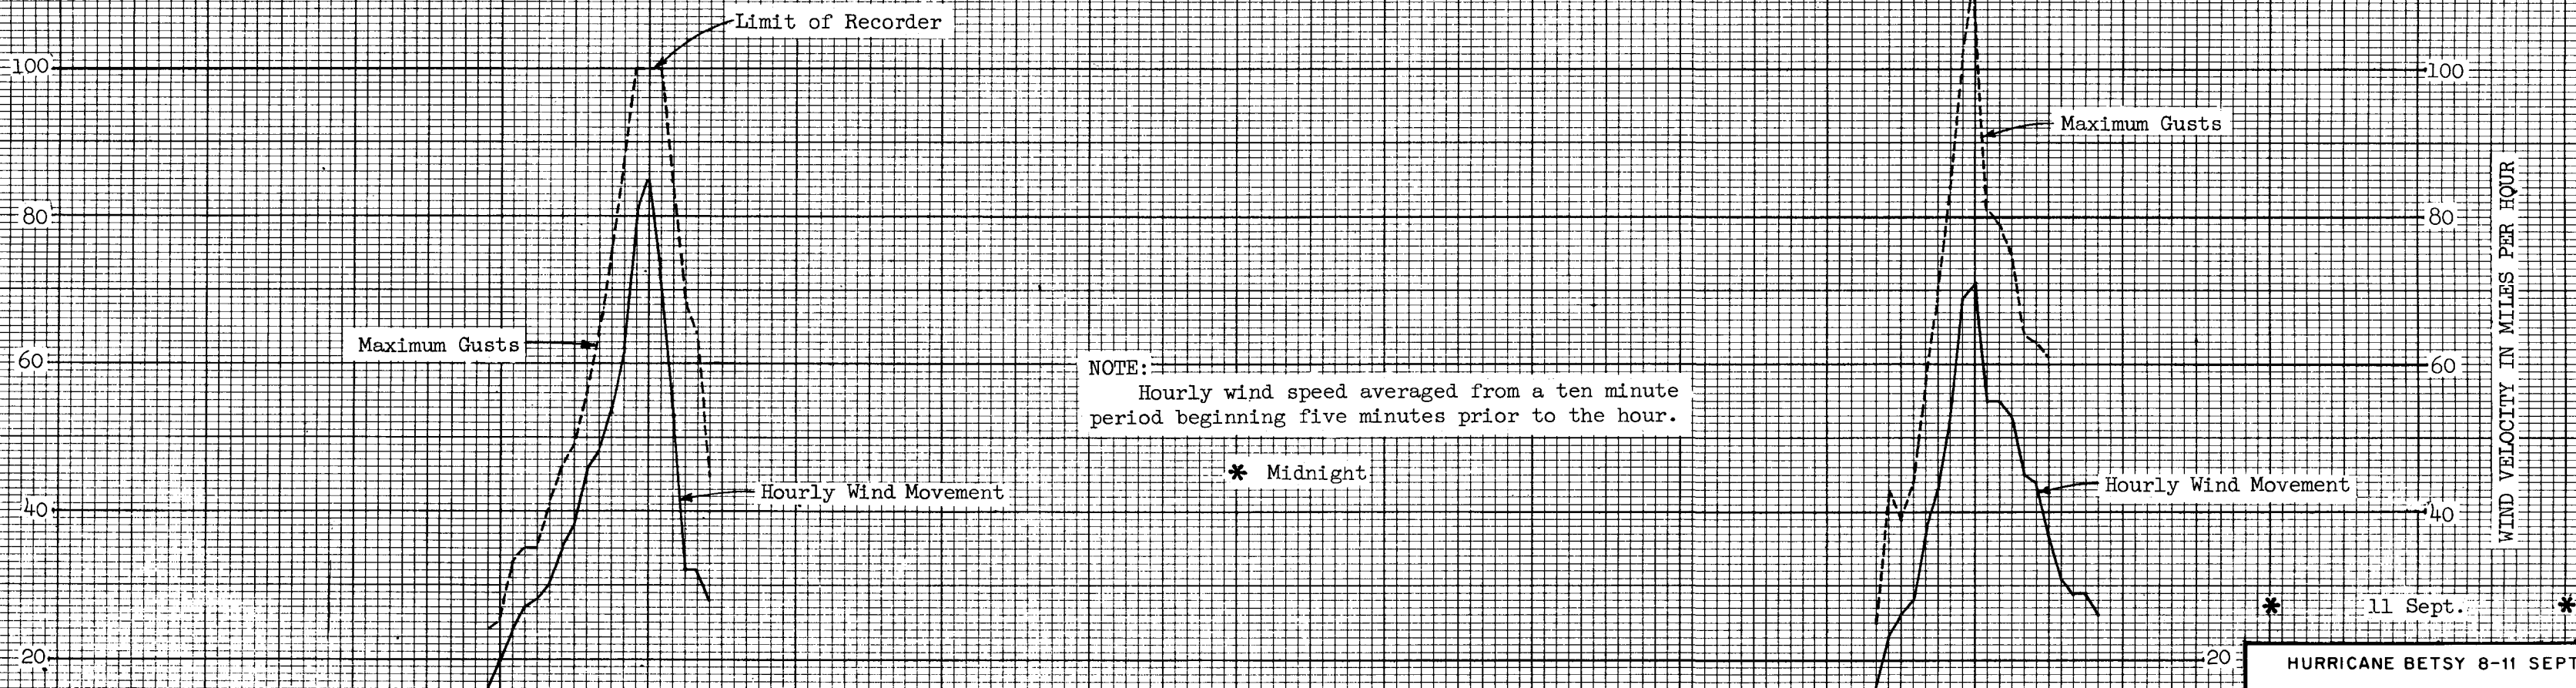 Limit of Recorder
100
100
Maximum Gusts
80
80
Maximum Gusts
60
60
NOTE:
Hourly wind speed averaged from a ten minute
period beginning five minutes prior to the hour.
* Midnight
Hourly Wind Movement
Hourly Wind Movement
40
40
WIND VELOCITY IN MILES PER HOUR
* 11 Sept. *
20
20
HURRICANE BETSY 8-11 SEPT